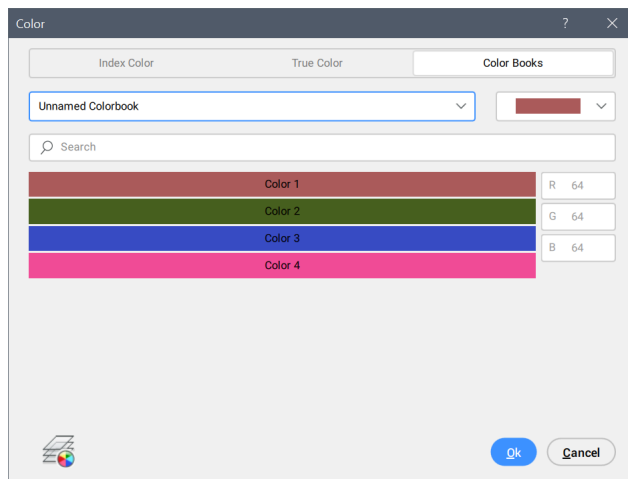 Color ?
Index Color True Color Color Books
Unnamed Colorbook
Search
Color 1
R 64
Color 2
G 64
Color 3
B 64
Color 4
Ok Cancel